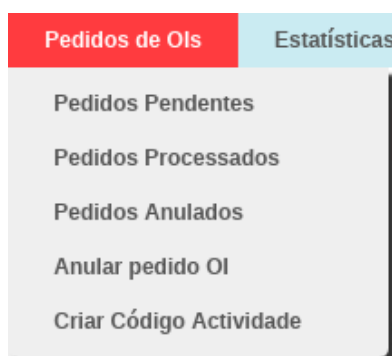 Pedidos de OIs Estatísticas
Pedidos Pendentes
Pedidos Processados
Pedidos Anulados
Anular pedido OI
Criar Código Actividade